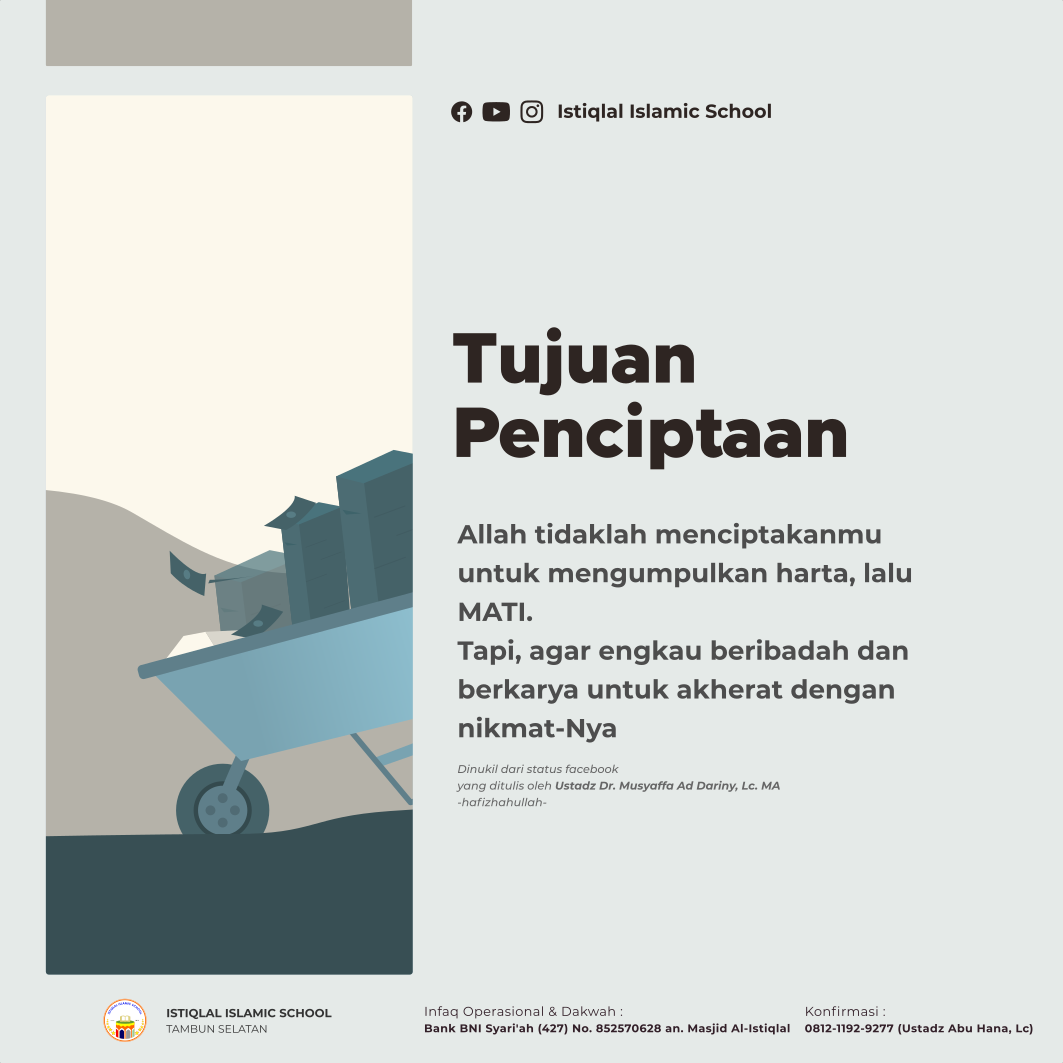 Istiqlal Islamic School
Tujuan
Penciptaan
Allah tidaklah menciptakanmu
untuk mengumpulkan harta, lalu
MATI.
Tapi, agar engkau beribadah dan
berkarya untuk akherat dengan
nikmat-Nya
Dinukil dari status facebook
yang ditulis oleh Ustadz Dr. Musyaffa Ad Dariny, Lc. MA
-hafizhahullah-
ISTIQLAL ISLAMIC SCHOOL
TAMBUN SELATAN
Infaq Operasional & Dakwah :
Bank BNI Syari'ah (427) No. 852570628 an. Masjid Al-Istiqlal
Konfirmasi :
0812-1192-9277 (Ustadz Abu Hana, Lc)